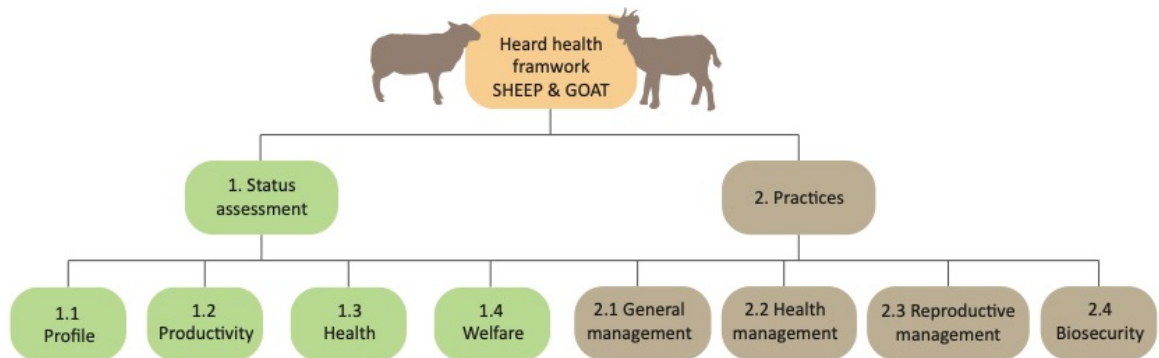 Heard health
framwork
SHEEP & GOAT
1. Status
assessment
2. Practices
1.1
Profile
1.2
Productivity
1.3
Health
1.4
Welfare
2.1 General
management
2.2 Health
management
2.3 Reproductive
management
2.4
Biosecurity